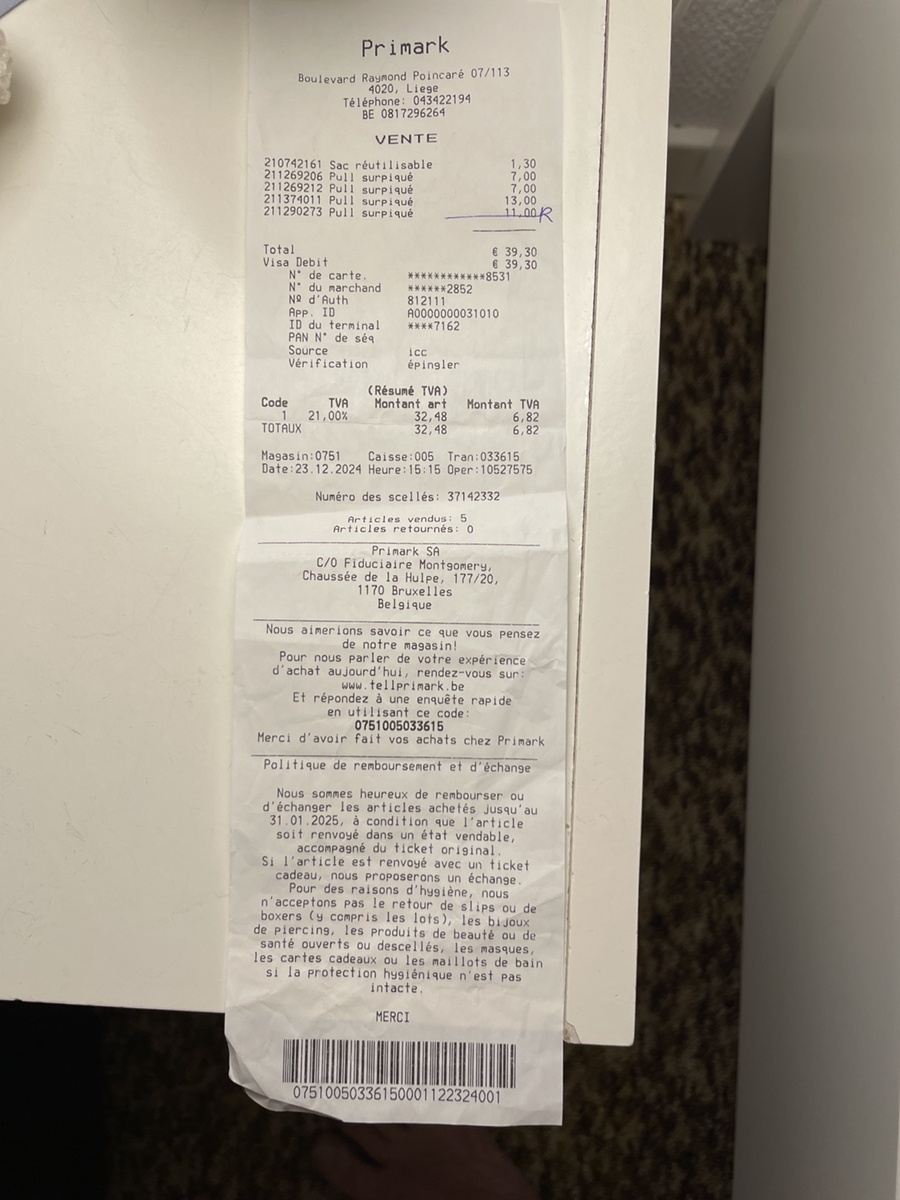 Primark
Boulevard Raymond Poincaré 07/113
4020, Liege
Téléphone: 043422194
BE 0817296264
VENTE
210742161 Sac réutilisable 1,30
211269206 Pull surpiqué 7,00
211269212 Pull surpiqué 7,00
211374011 Pull surpiqué 13,00
211290273 Pull surpiqué 11,00 R
Total € 39,30
Visa Debit € 39,30
N° de carte. ************8531
N° du marchand ******2852
Nº d'Auth 812111
App. ID A0000000031010
ID du terminal ****7162
PAN N° de séq
Source icc
Vérification épingler
(Résumé TVA)
Code TVA Montant art Montant TVA
1 21,00% 32,48 6,82
TOTAUX 32,48 6,82
Magasin:0751 Caisse:005 Tran:033615
Date:23.12.2024 Heure:15:15 Oper:10527575
Numéro des scellés: 37142332
Articles vendus: 5
Articles retournés: 0
Primark SA
C/O Fiduciaire Montgomery,
Chaussée de la Hulpe, 177/20,
1170 Bruxelles
Belgique
Nous aimerions savoir ce que vous pensez
de notre magasin!
Pour nous parler de votre expérience
d'achat aujourd'hui, rendez-vous sur:
www.tellprimark.be
Et répondez à une enquête rapide
en utilisant ce code:
0751005033615
Merci d'avoir fait vos achats chez Primark
Politique de remboursement et d'échange
Nous sommes heureux de rembourser ou
d'échanger les articles achetés jusqu'au
31.01.2025, à condition que l'article
soit renvoyé dans un état vendable,
accompagné du ticket original.
Si l'article est renvoyé avec un ticket
cadeau, nous proposerons un échange.
Pour des raisons d'hygiène, nous
n'acceptons pas le retour de slips ou de
boxers (y compris les lots), les bijoux
de piercing, les produits de beauté ou de
santé ouverts ou descellés, les masques,
les cartes cadeaux ou les maillots de bain
si la protection hygiénique n'est pas
intacte.
MERCI
07510050336150001122324001